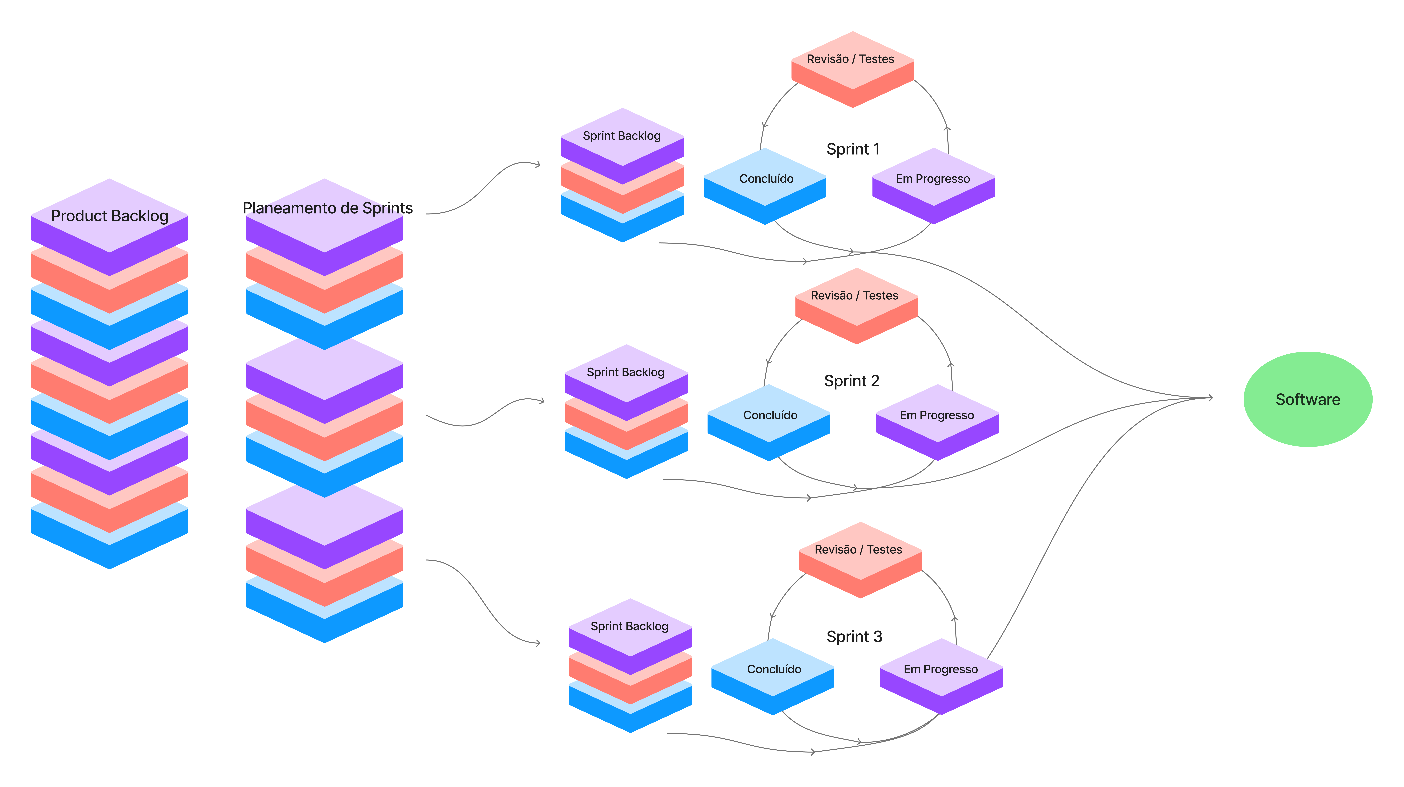 Product Backlog
Planeamento de Sprints
Sprint Backlog
Revisão / Testes
Sprint 1
Concluído
Em Progresso
Sprint Backlog
Revisão / Testes
Sprint 2
Concluído
Em Progresso
Sprint Backlog
Revisão / Testes
Sprint 3
Concluído
Em Progresso
Software